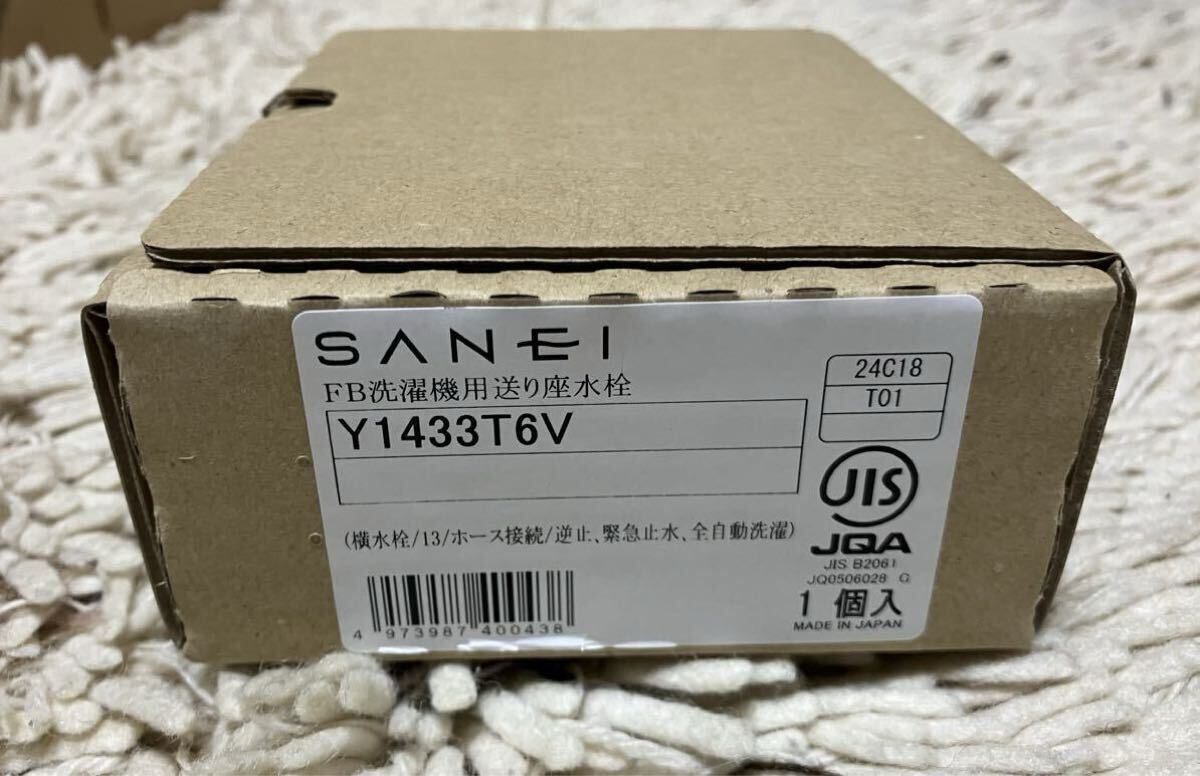 SANEI
FB洗濯機用送り座水栓
Y1433T6V
24C18
T01
(横水栓/13/ホース接続/逆止、緊急止水、全自動洗濯)
JIS
JQA
JIS B2061
JQ0506028 G
1 個入
MADE IN JAPAN
4 973987 400438